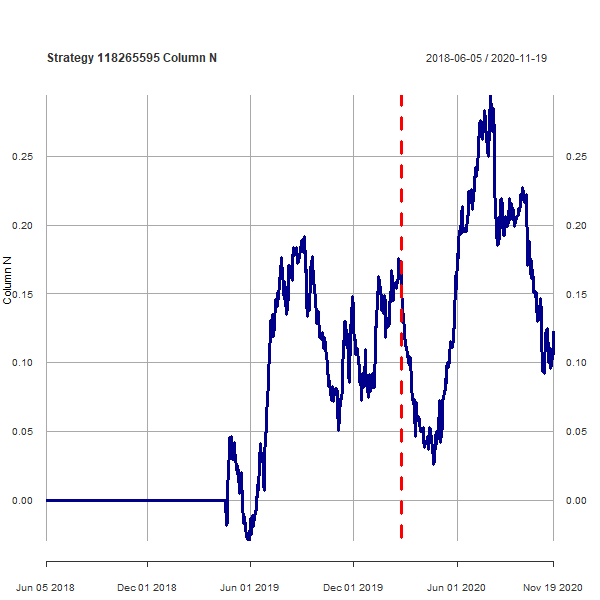 Strategy 118265595 Column N
2018-06-05 / 2020-11-19
Column N
0.25
0.25
0.20
0.20
0.15
0.15
0.10
0.10
0.05
0.05
0.00
0.00
Jun 05 2018
Dec 01 2018
Jun 01 2019
Dec 01 2019
Jun 01 2020
Nov 19 2020